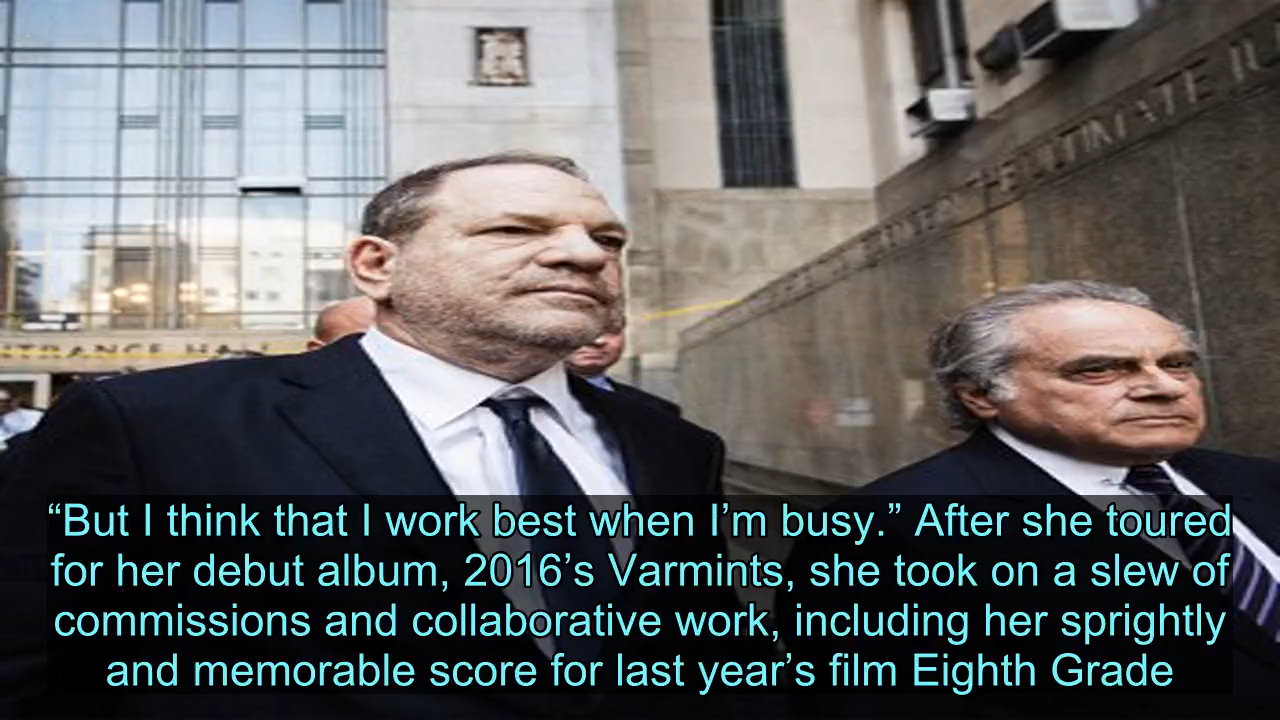 ULTIMATE
“But I think that I work best when I’m busy.” After she toured
for her debut album, 2016’s Varmints, she took on a slew of
commissions and collaborative work, including her sprightly
and memorable score for last year’s film Eighth Grade